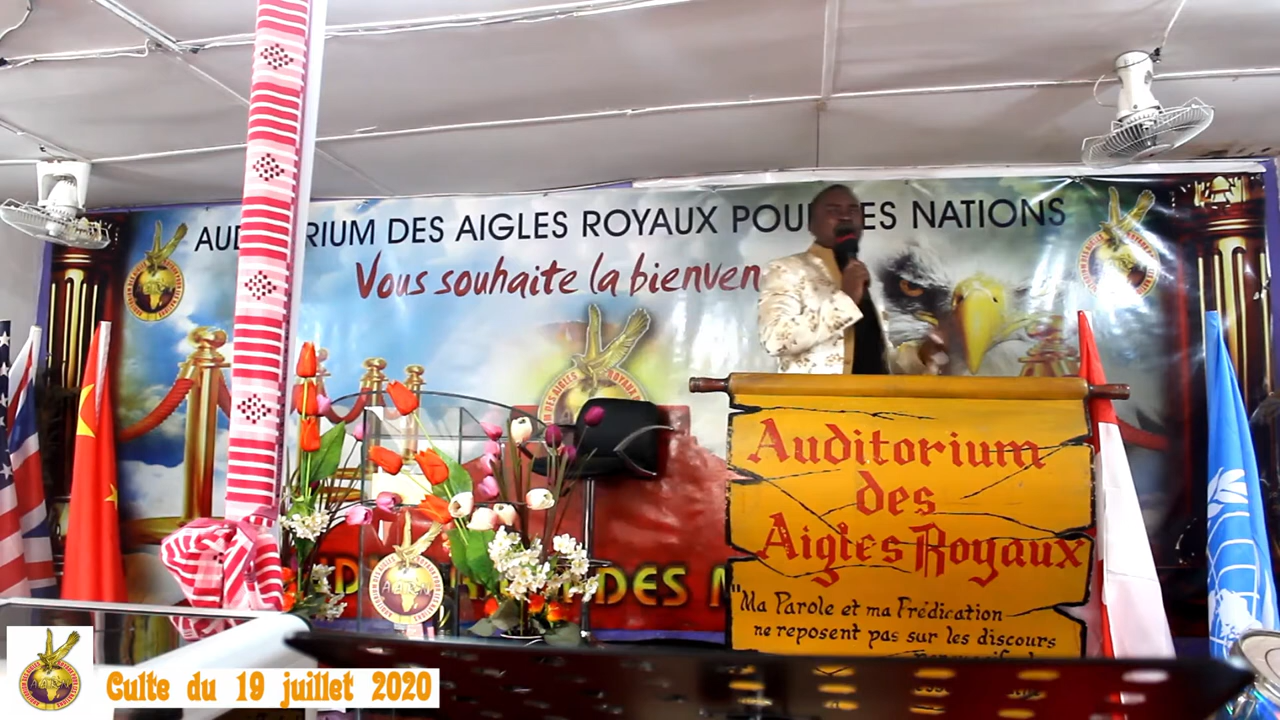 AUDITORIUM DES AIGLES ROYAUX POUR LES NATIONS
Vous souhaite la bienven
Auditorium
des
Aigles Royaux
"Ma Parole et ma Prédication
ne reposent pas sur les discours
DES
Culte du 19 juillet 2020